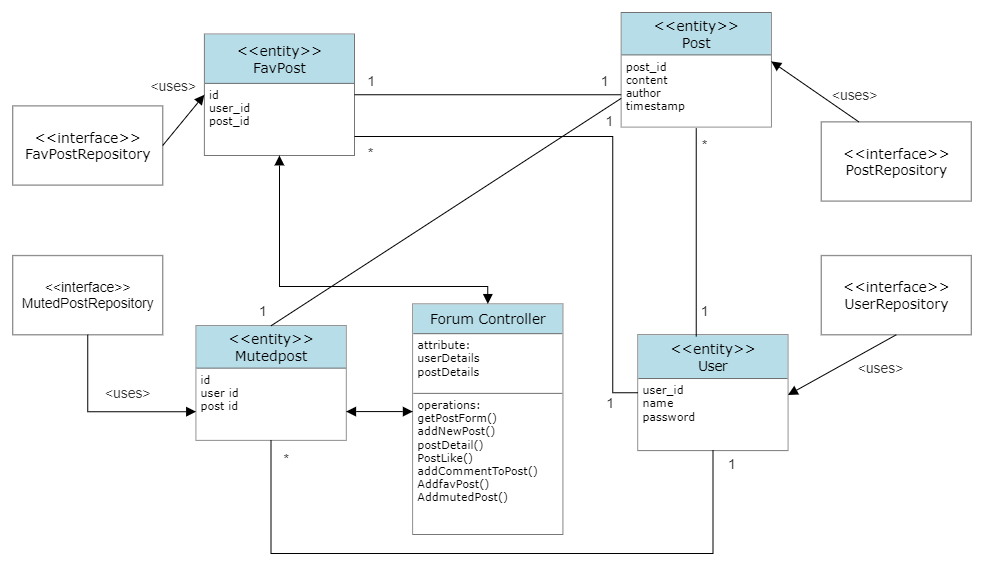 <<entity>>
FavPost
id
user_id
post_id
<<entity>>
Post
post_id
content
author
timestamp
<uses>
<<interface>>
FavPostRepository
1
1
1
*
<uses>
<<interface>>
PostRepository
*
<<interface>>
MutedPostRepository
<uses>
1
<<entity>>
Mutedpost
id
user id
post id
*
Forum Controller
attribute:
userDetails
postDetails
operations:
getPostForm()
addNewPost()
postDetail()
PostLike()
addCommentToPost()
AddfavPost()
AddmutedPost()
1
<<entity>>
User
user_id
name
password
1
1
<<interface>>
UserRepository
<uses>